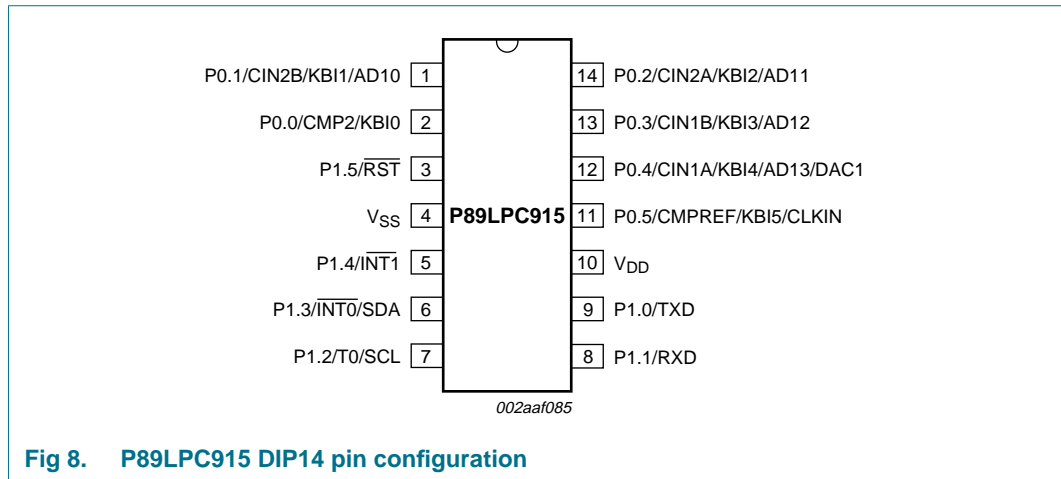 P0.1/CIN2B/KBI1/AD10 1 14 P0.2/CIN2A/KBI2/AD11
P0.0/CMP2/KBI0 2 13 P0.3/CIN1B/KBI3/AD12
P1.5/R̅S̅T̅ 3 12 P0.4/CIN1A/KBI4/AD13/DAC1
VSS 4 P89LPC915 11 P0.5/CMPREF/KBI5/CLKIN
P1.4/I̅N̅T̅1̅ 5 10 VDD
P1.3/I̅N̅T̅0̅/SDA 6 9 P1.0/TXD
P1.2/T0/SCL 7 8 P1.1/RXD
002aaf085
Fig 8. P89LPC915 DIP14 pin configuration